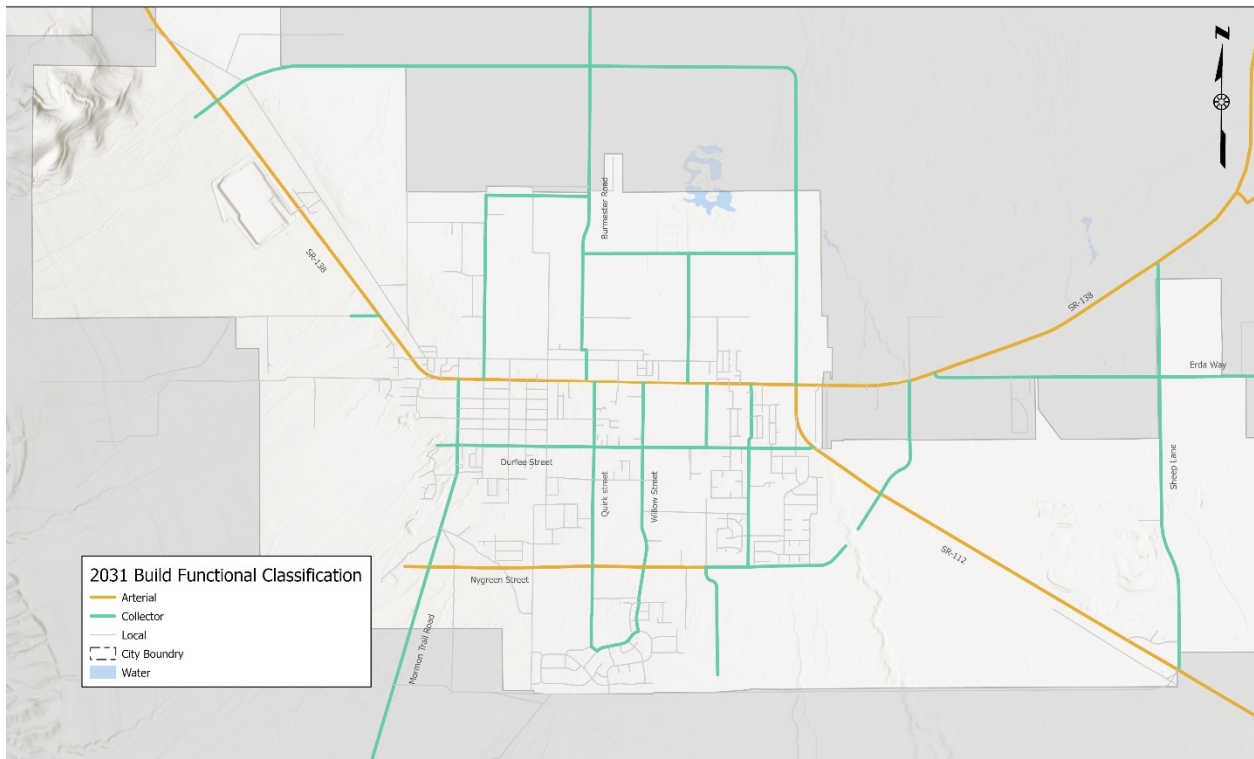 N
Burmester Road
SR-138
SR-138
Erda Way
Durfee Street
Quirk street
Willow Street
Sheep Lane
SR-112
Nygreen Street
Mormon Trail Road
2031 Build Functional Classification
Arterial
Collector
Local
City Boundry
Water